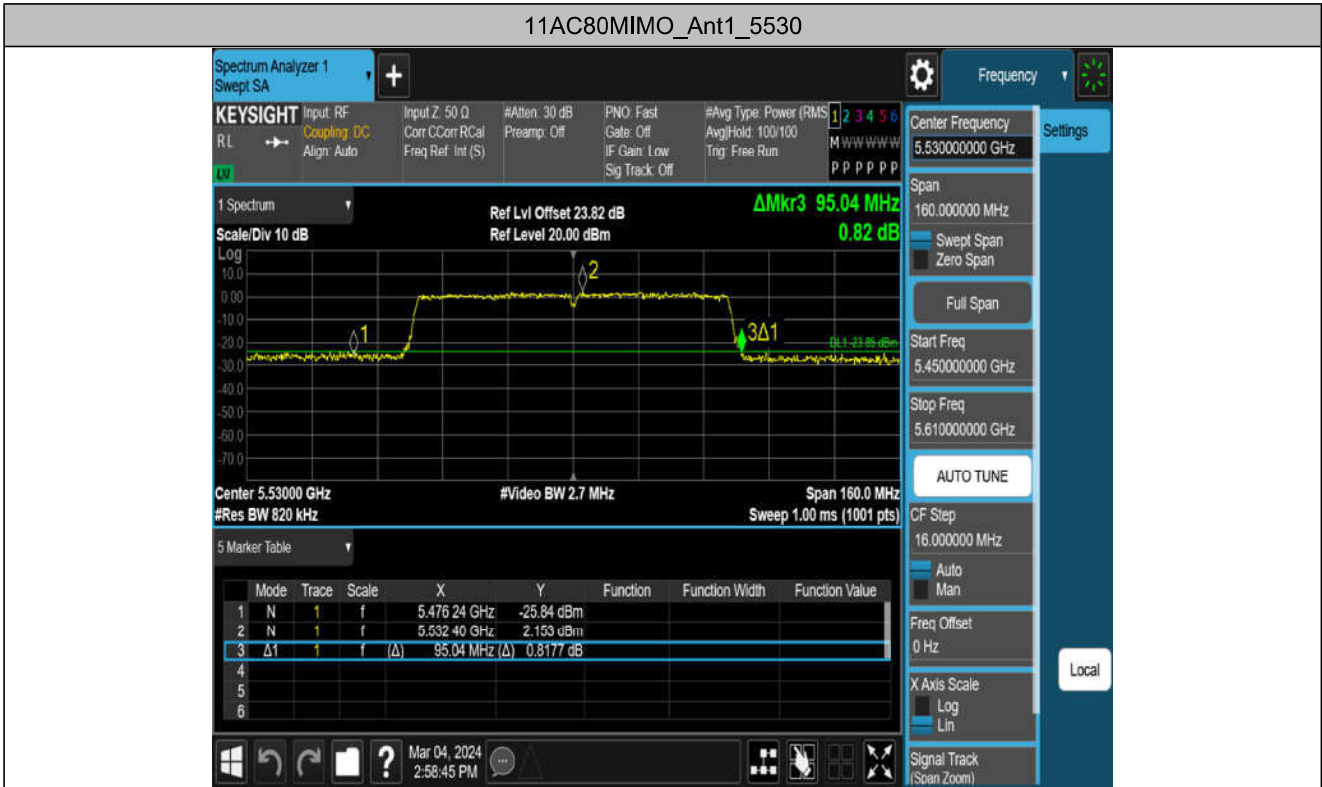 11AC80MIMO_Ant1_5530
Spectrum Analyzer 1
Swept SA
+
Frequency
KEYSIGHT
RL
LXI
Input: RF
Coupling: DC
Align: Auto
Input Z: 50 Ω
Corr CCorr RCal
Freq Ref: Int (S)
#Atten: 30 dB
Preamp: Off
PNO: Fast
Gate: Off
IF Gain: Low
Sig Track: Off
#Avg Type: Power (RMS
Avg|Hold: 100/100
Trig: Free Run
1 2 3 4 5 6
M W W W W W
P P P P P P
1 Spectrum
Scale/Div 10 dB
Ref Lvl Offset 23.82 dB
Ref Level 20.00 dBm
ΔMkr3 95.04 MHz
0.82 dB
Log
10.0
0.00
-10.0
-20.0
-30.0
-40.0
-50.0
-60.0
-70.0
1
2
3Δ1
DL1 -23.85 dBm
Center 5.53000 GHz
#Res BW 820 kHz
#Video BW 2.7 MHz
Span 160.0 MHz
Sweep 1.00 ms (1001 pts)
5 Marker Table
Mode Trace Scale X Y Function Function Width Function Value
1 N 1 f 5.476 24 GHz -25.84 dBm
2 N 1 f 5.532 40 GHz 2.153 dBm
3 Δ1 1 f (Δ) 95.04 MHz (Δ) 0.8177 dB
4
5
6
Center Frequency
5.530000000 GHz
Settings
Span
160.000000 MHz
Swept Span
Zero Span
Full Span
Start Freq
5.450000000 GHz
Stop Freq
5.610000000 GHz
AUTO TUNE
CF Step
16.000000 MHz
Auto
Man
Freq Offset
0 Hz
X Axis Scale
Log
Lin
Signal Track
(Span Zoom)
Local
?
Mar 04, 2024
2:58:45 PM